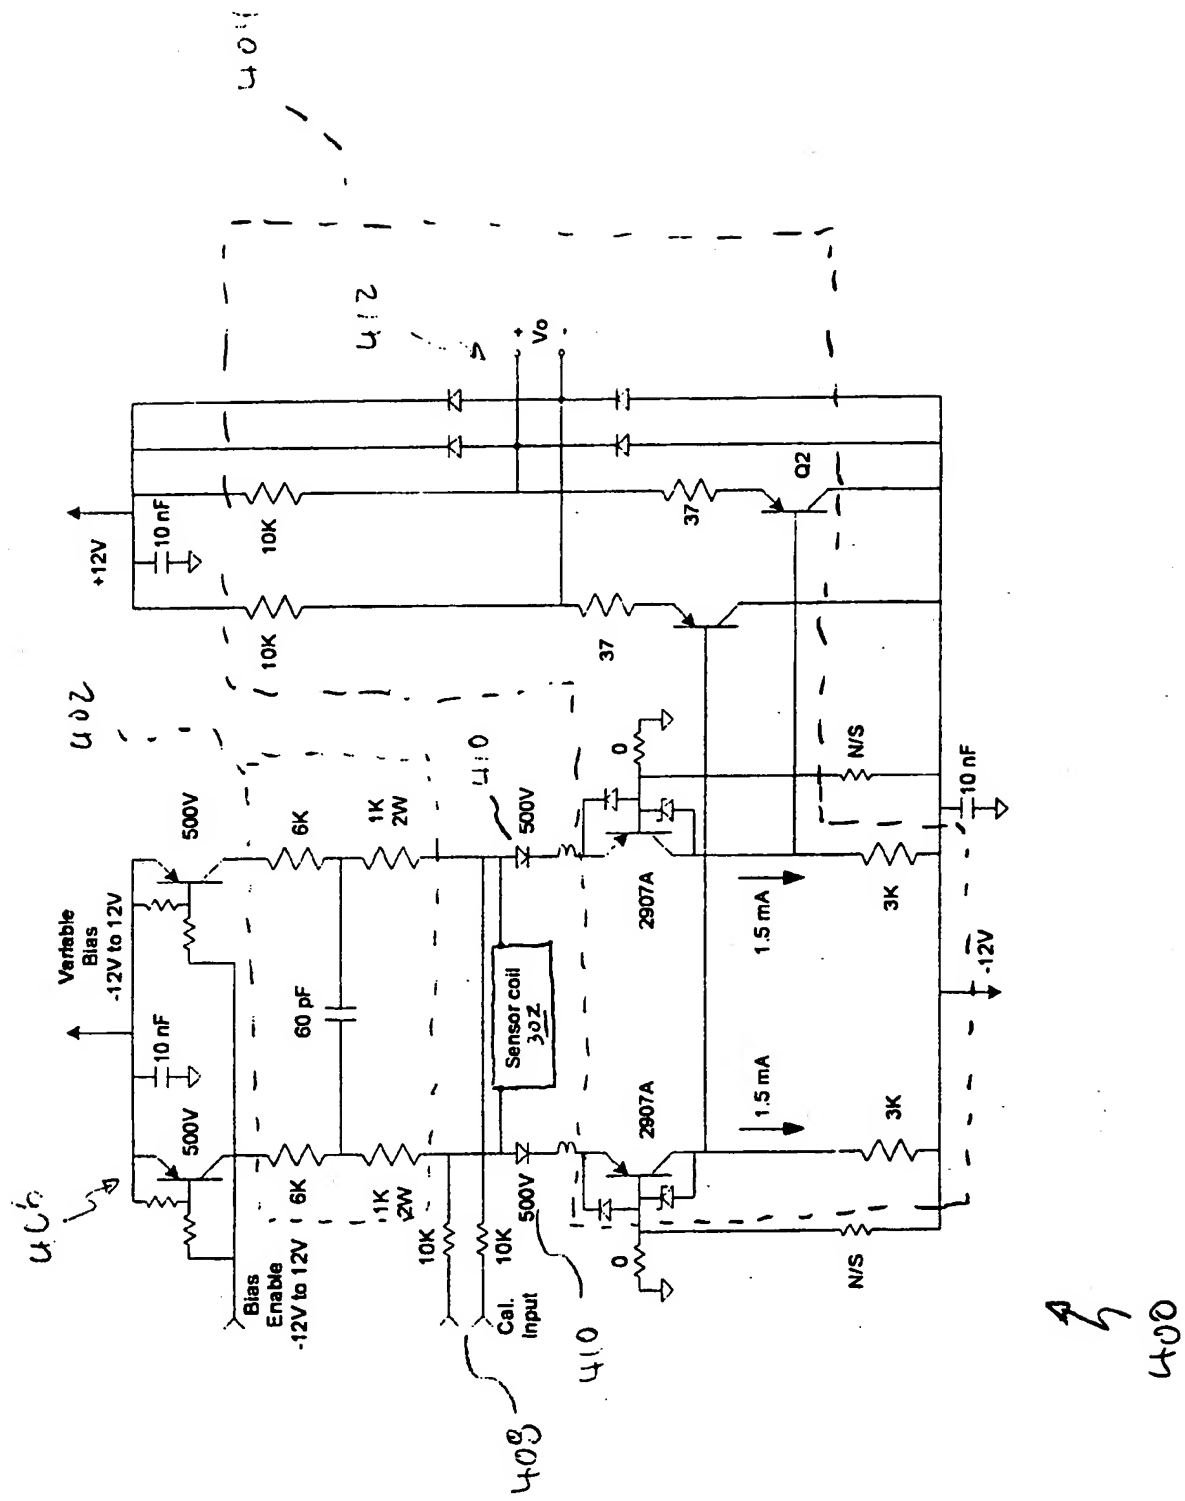 404
412
402
406
+12V
10 nF
10K
10K
+
Vo
-
37
37
Q2
Variable
Bias
-12V to 12V
10 nF
500V
500V
6K
6K
60 pF
1K
2W
1K
2W
Bias
Enable
-12V to 12V
10K
10K
Cal.
Input
408
410
410
500V
500V
Sensor coil
302
0
0
2907A
2907A
N/S
N/S
1.5 mA
1.5 mA
3K
3K
10 nF
-12V
400